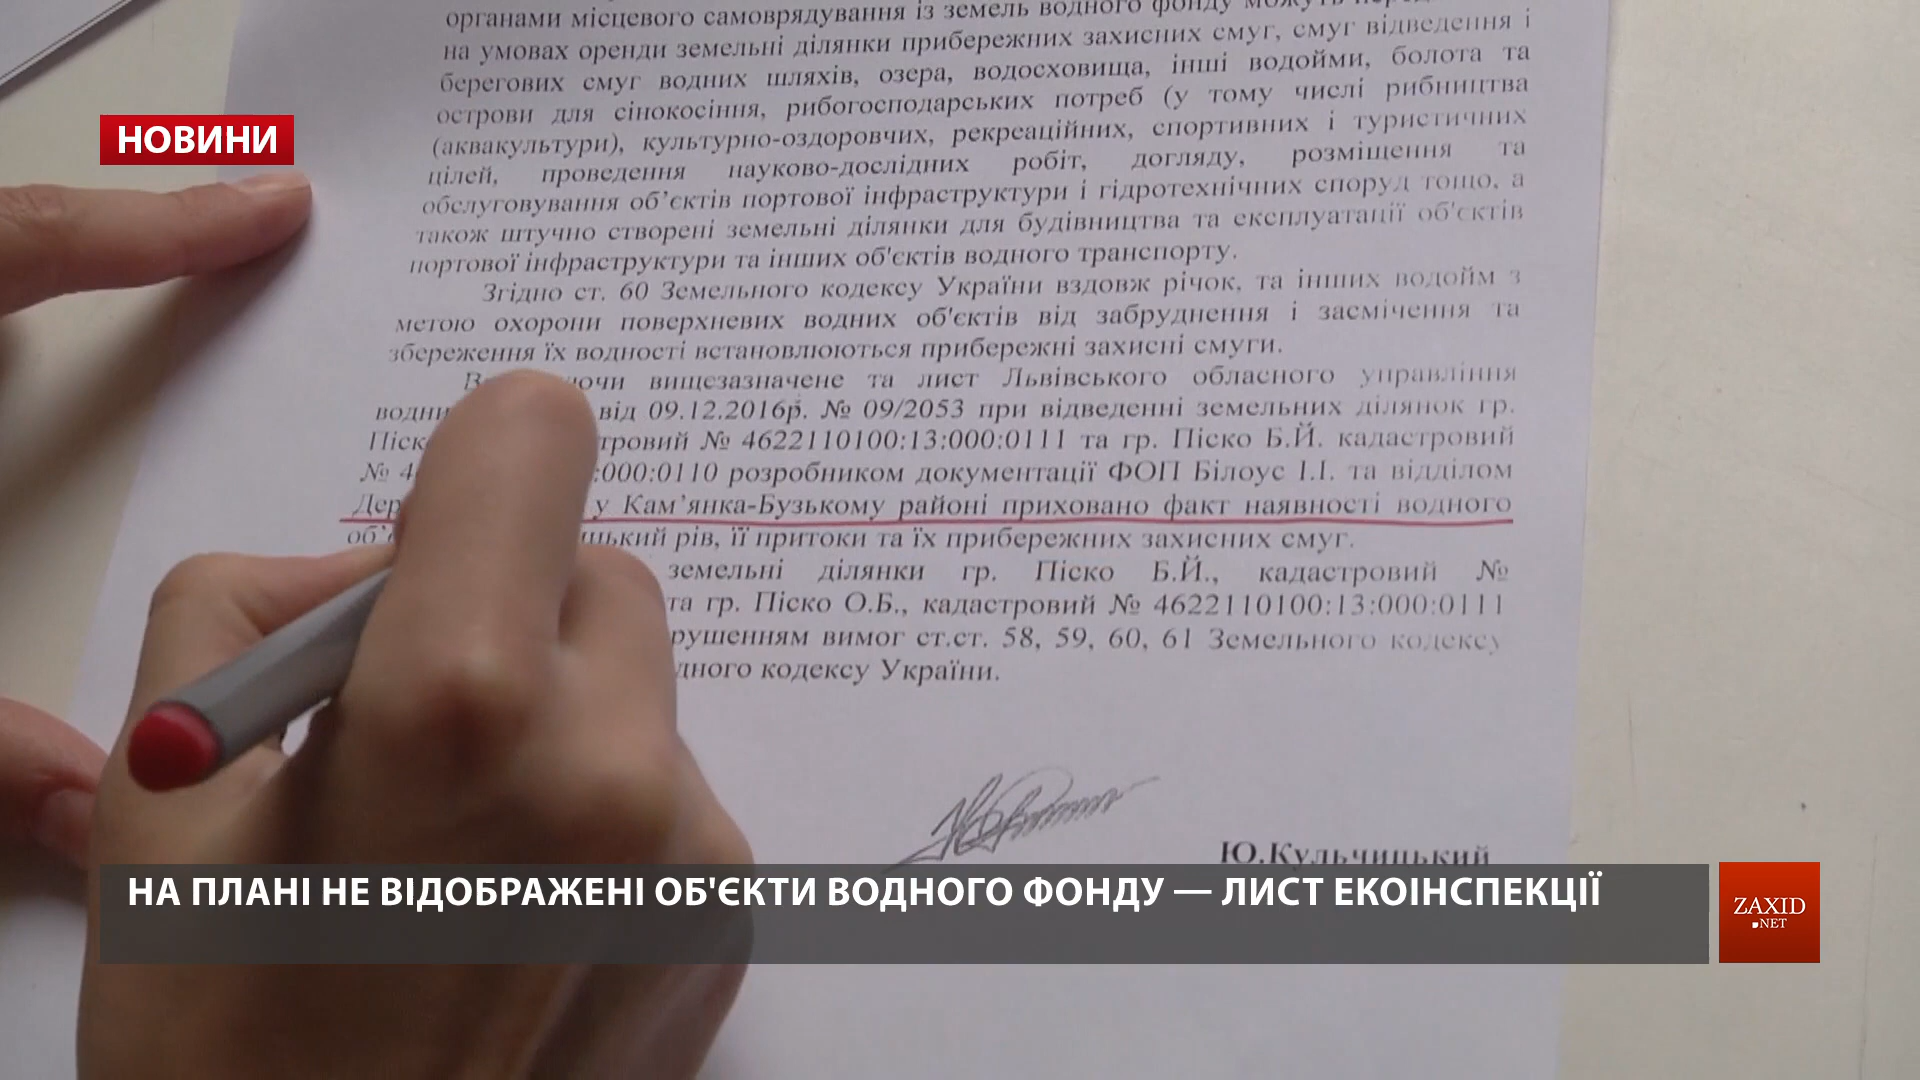 органами місцевого самоврядування із земель водного фонду можуть
на умовах оренди земельні ділянки прибережних захисних смуг, смуг відведення і
берегових смуг водних шляхів, озера, водосховища, інші водойми, болота та
острови для сінокосіння, рибогосподарських потреб (у тому числі рибництва
(аквакультури), культурно-оздоровчих, рекреаційних, спортивних і туристичних
цілей, проведення науково-дослідних робіт, догляду, розміщення та
обслуговування об’єктів портової інфраструктури і гідротехнічних споруд тощо, а
також штучно створені земельні ділянки для будівництва та експлуатації об'єктів
портової інфраструктури та інших об'єктів водного транспорту.
Згідно ст. 60 Земельного кодексу України вздовж річок, та інших водойм з
метою охорони поверхневих водних об'єктів від забруднення і засмічення та
збереження їх водності встановлюються прибережні захисні смуги.
вищезазначене та лист Львівського обласного управління
від 09.12.2016р. № 09/2053 при відведенні земельних ділянок гр.
№ 4622110100:13:000:0111 та гр. Піско Б.Й. кадастровий
№ 4 :000:0110 розробником документації ФОП Білоус І.І. та відділом
у Кам’янка-Бузькому районі приховано факт наявності водного
рів, її притоки та їх прибережних захисних смуг.
земельні ділянки гр. Піско Б.Й., кадастровий №
та гр. Піско О.Б., кадастровий № 4622110100:13:000:0111
вимог ст.ст. 58, 59, 60, 61 Земельного кодексу
кодексу України.
Ю.Кульчицький
НОВИНИ
НА ПЛАНІ НЕ ВІДОБРАЖЕНІ ОБ'ЄКТИ ВОДНОГО ФОНДУ — ЛИСТ ЕКОІНСПЕКЦІЇ
ZAXID
.NET